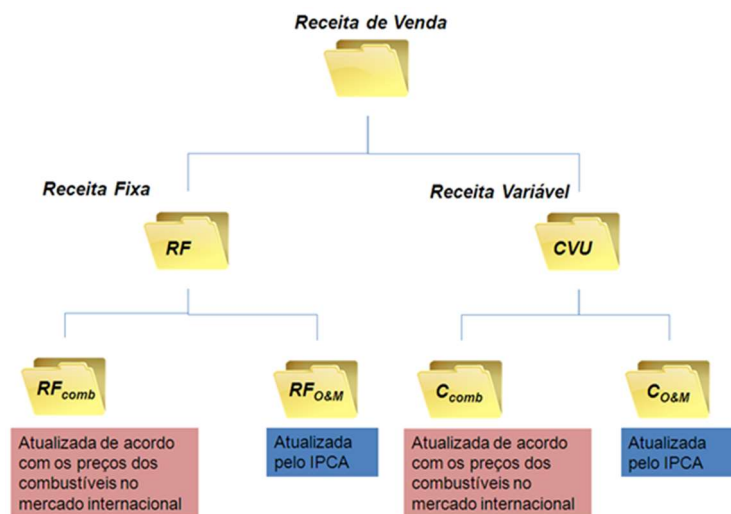 Receita de Venda
Receita Fixa
Receita Variável
RF
CVU
RFcomb
RFO&M
Ccomb
CO&M
Atualizada de acordo
com os preços dos
combustíveis no
mercado internacional
Atualizada
pelo IPCA
Atualizada de acordo
com os preços dos
combustíveis no
mercado internacional
Atualizada
pelo IPCA